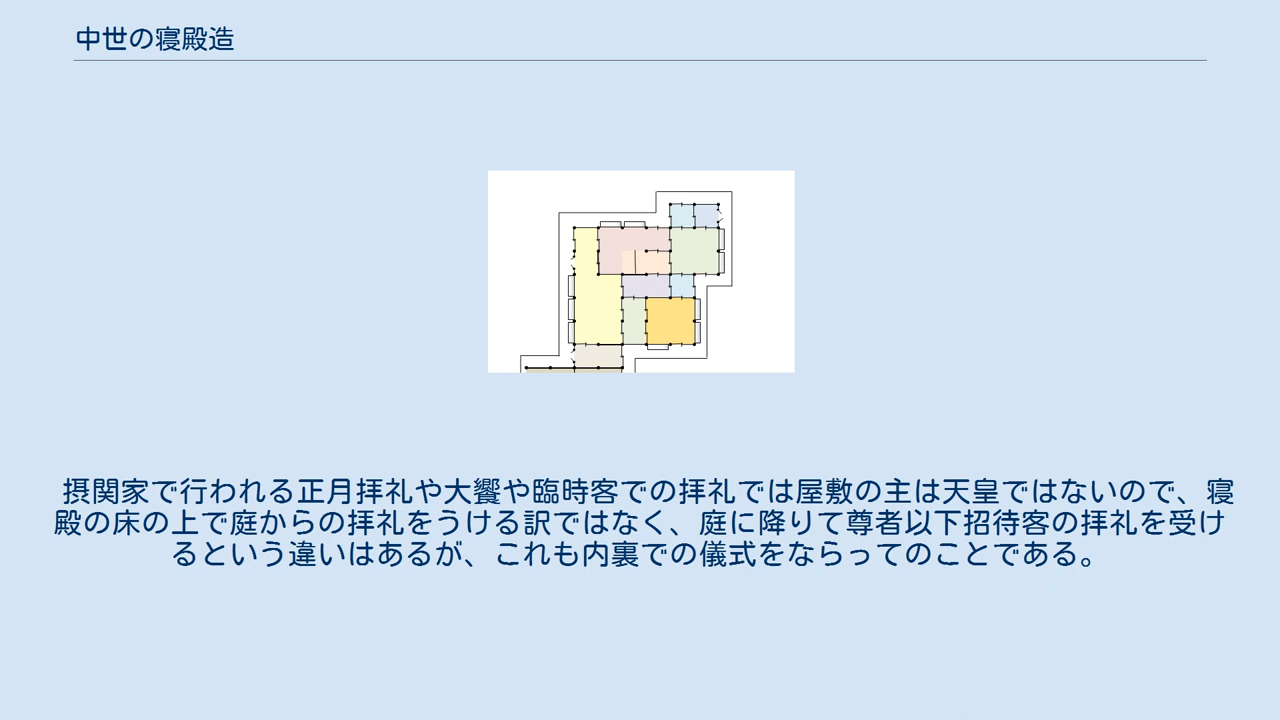 中世の寝殿造
摂関家で行われる正月拝礼や大饗や臨時客での拝礼では屋敷の主は天皇ではないので、寝
殿の床の上で庭からの拝礼をうける訳ではなく、庭に降りて尊者以下招待客の拝礼を受け
るという違いはあるが、これも内裏での儀式をならってのことである。